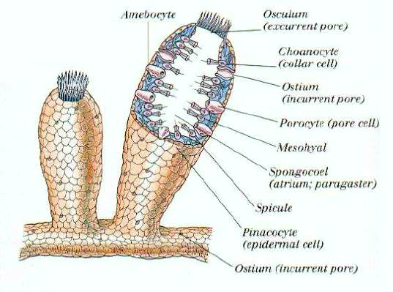 Amebocyte
Osculum
(excurrent pore)
Choanocyte
(collar cell)
Ostium
(incurrent pore)
Porocyte (pore cell)
Mesohyal
Spongocoel
(atrium; paragaster)
Spicule
Pinacocyte
(epidermal cell)
Ostium (incurrent pore)